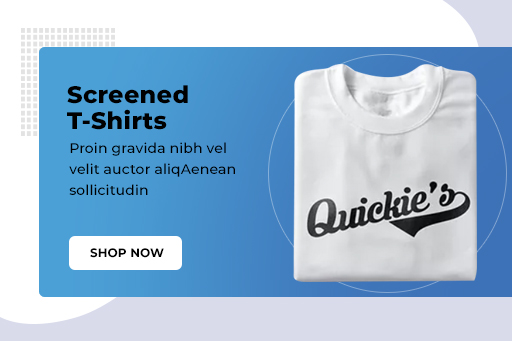 Screened
T-Shirts
Proin gravida nibh vel
velit auctor aliqAenean
sollicitudin
SHOP NOW
Quickie's